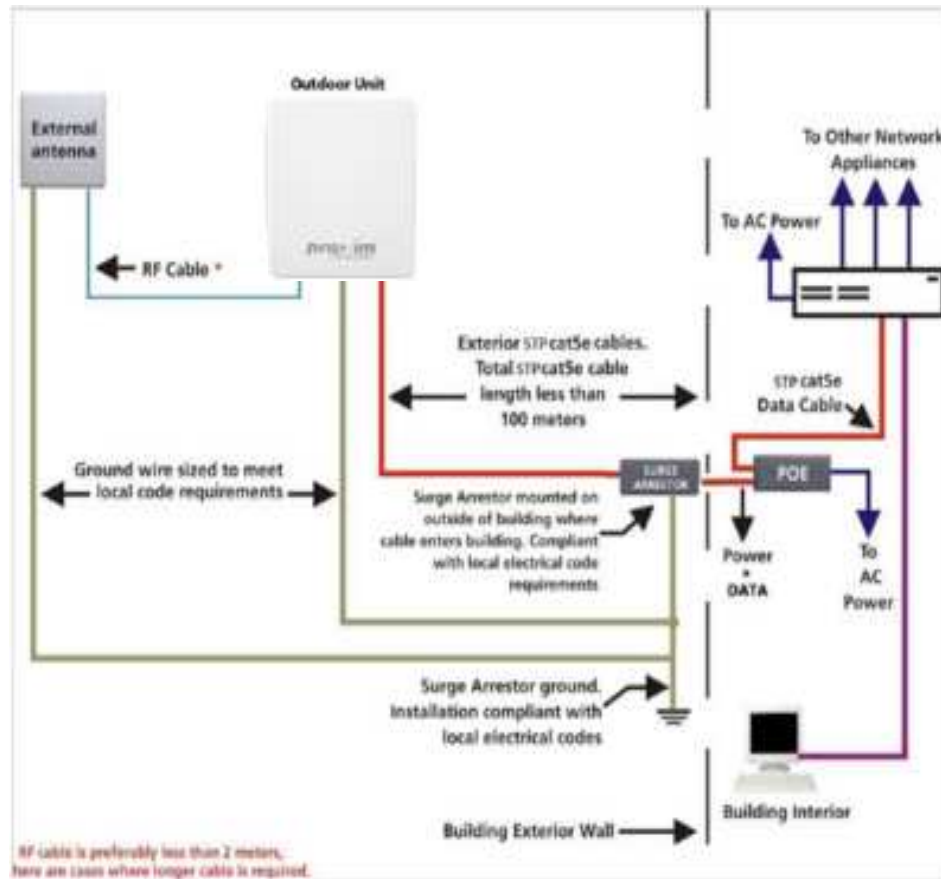 Outdoor Unit
External
antenna
To Other Network
Appliances
To AC Power
RF Cable *
Exterior STP cat5e cables.
Total STP cat5e cable
length less than
100 meters
STP cat5e
Data Cable
Ground wire sized to meet
local code requirements
SURGE
ARRESTOR
POE
Surge Arrestor mounted on
outside of building where
cable enters building. Compliant
with local electrical code
requirements
Power
+
DATA
To
AC
Power
Surge Arrestor ground.
Installation compliant with
local electrical codes
Building Interior
Building Exterior Wall
RF cable is preferably less than 2 meters,
here are cases where longer cable is required.